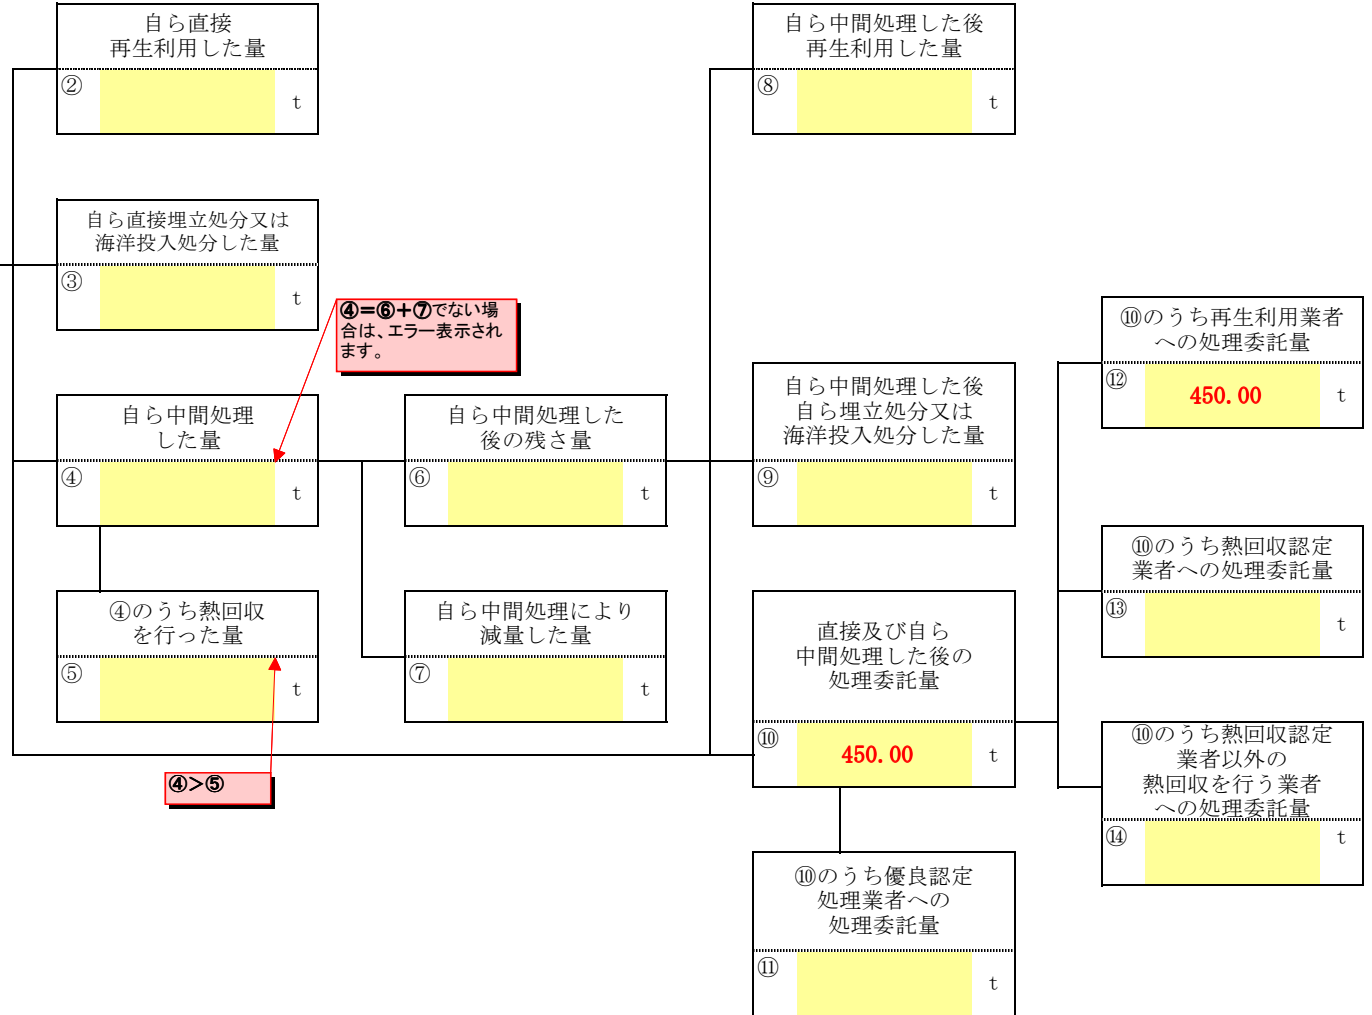 自ら直接
再生利用した量
②
t
自ら中間処理した後
再生利用した量
⑧
t
自ら直接埋立処分又は
海洋投入処分した量
③
t
④＝⑥＋⑦でない場
合は、エラー表示され
ます。
⑩のうち再生利用業者
への処理委託量
⑫
450.00
t
自ら中間処理
した量
④
t
自ら中間処理した
後の残さ量
⑥
t
自ら中間処理した後
自ら埋立処分又は
海洋投入処分した量
⑨
t
⑩のうち熱回収認定
業者への処理委託量
⑬
t
④のうち熱回収
を行った量
⑤
t
自ら中間処理により
減量した量
⑦
t
直接及び自ら
中間処理した後の
処理委託量
⑩
450.00
t
④＞⑤
⑩のうち熱回収認定
業者以外の
熱回収を行う業者
への処理委託量
⑭
t
⑩のうち優良認定
処理業者への
処理委託量
⑪
t